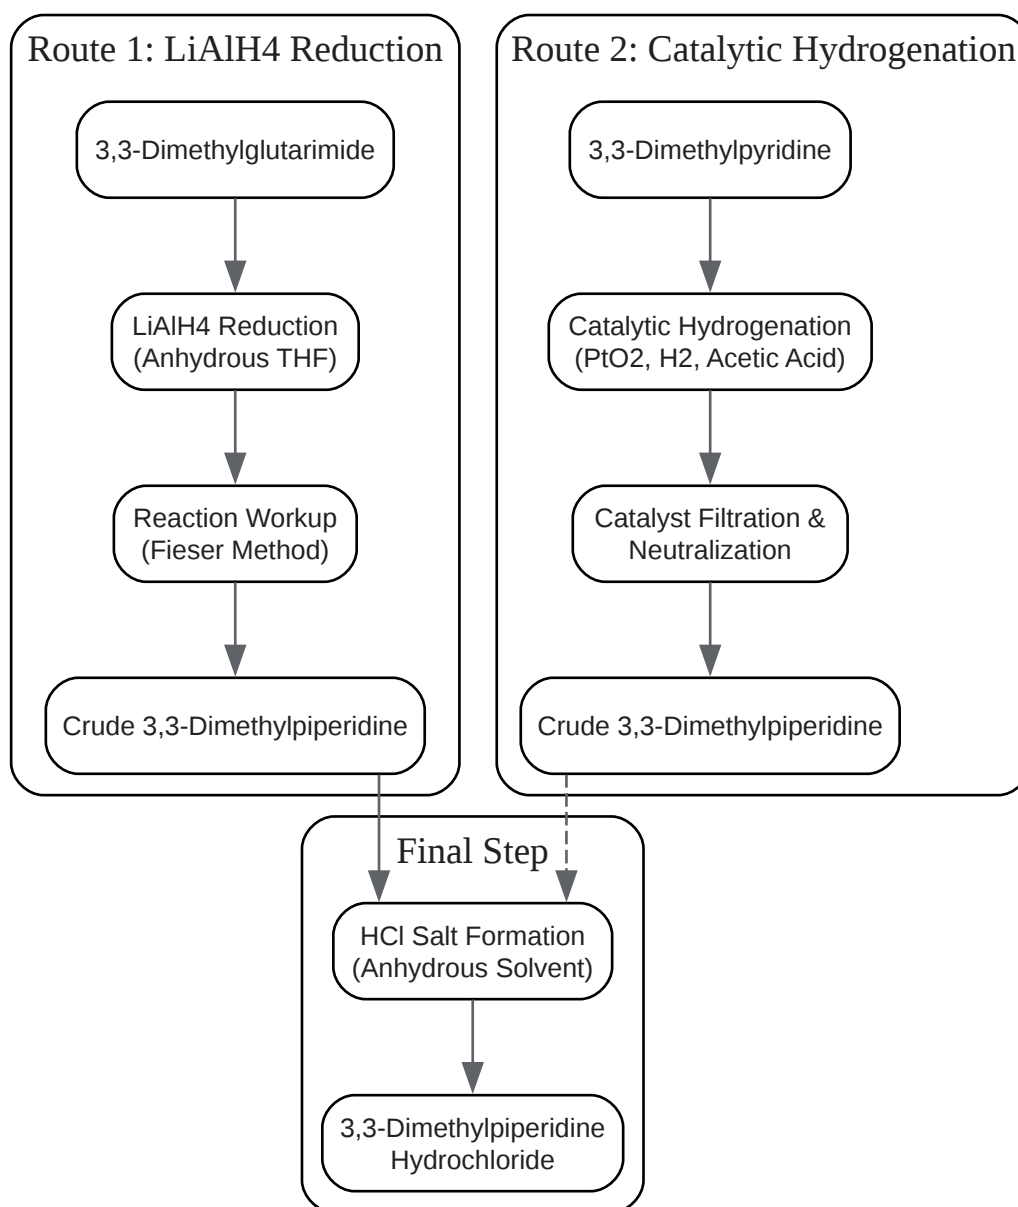 Route 1: LiAlH4 Reduction
3,3-Dimethylglutarimide
LiAlH4 Reduction
(Anhydrous THF)
Reaction Workup
(Fieser Method)
Crude 3,3-Dimethylpiperidine
Route 2: Catalytic Hydrogenation
3,3-Dimethylpyridine
Catalytic Hydrogenation
(PtO2, H2, Acetic Acid)
Catalyst Filtration &
Neutralization
Crude 3,3-Dimethylpiperidine
Final Step
HCl Salt Formation
(Anhydrous Solvent)
3,3-Dimethylpiperidine
Hydrochloride